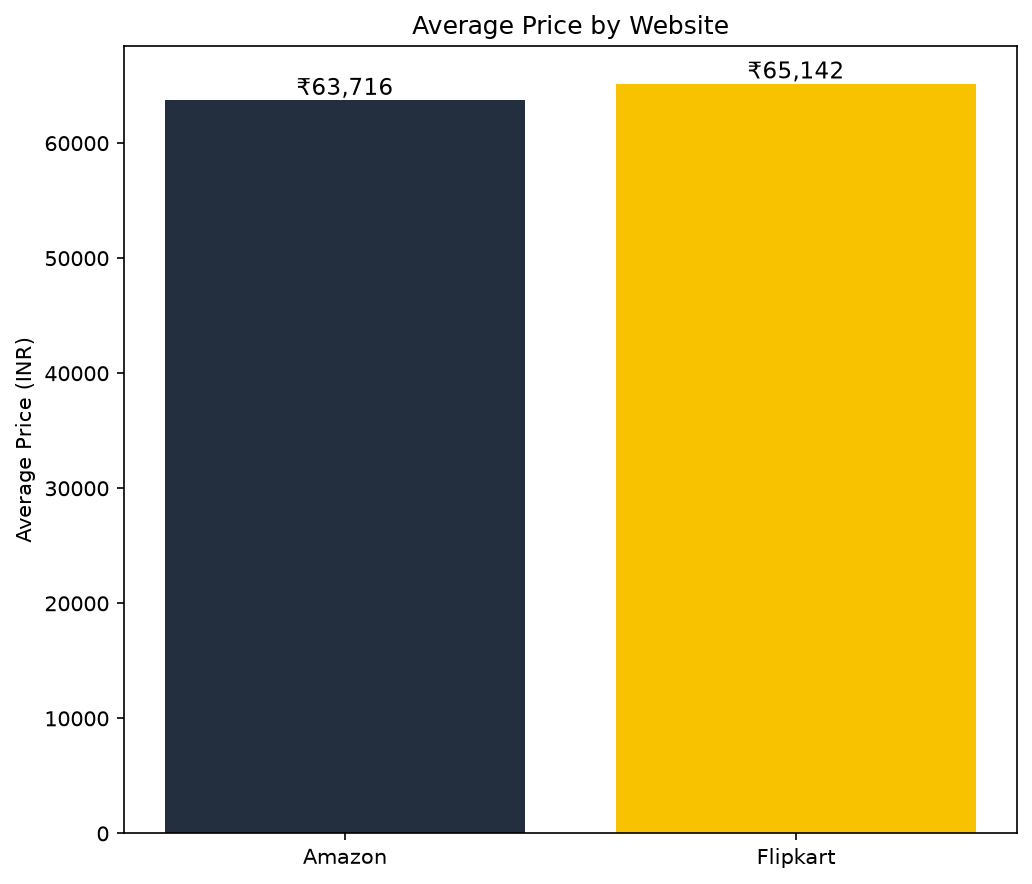 Average Price by Website
₹63,716
₹65,142
60000
50000
40000
30000
20000
10000
0
Average Price (INR)
Amazon
Flipkart